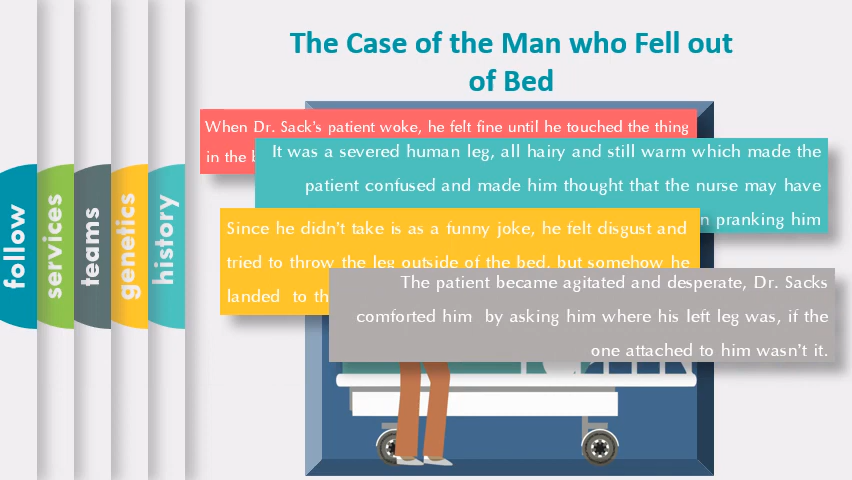 The Case of the Man who Fell out
of Bed
When Dr. Sack's patient woke, he felt fine until he touched the thing
in the
It was a severed human leg, all hairy and still warm which made the
patient confused and made him thought that the nurse may have
pranking him
Since he didn't take is as a funny joke, he felt disgust and
tried to throw the leg outside of the bed, but somehow he
landed to
The patient became agitated and desperate, Dr. Sacks
comforted him by asking him where his left leg was, if the
one attached to him wasn't it.
follow
services
teams
genetics
history